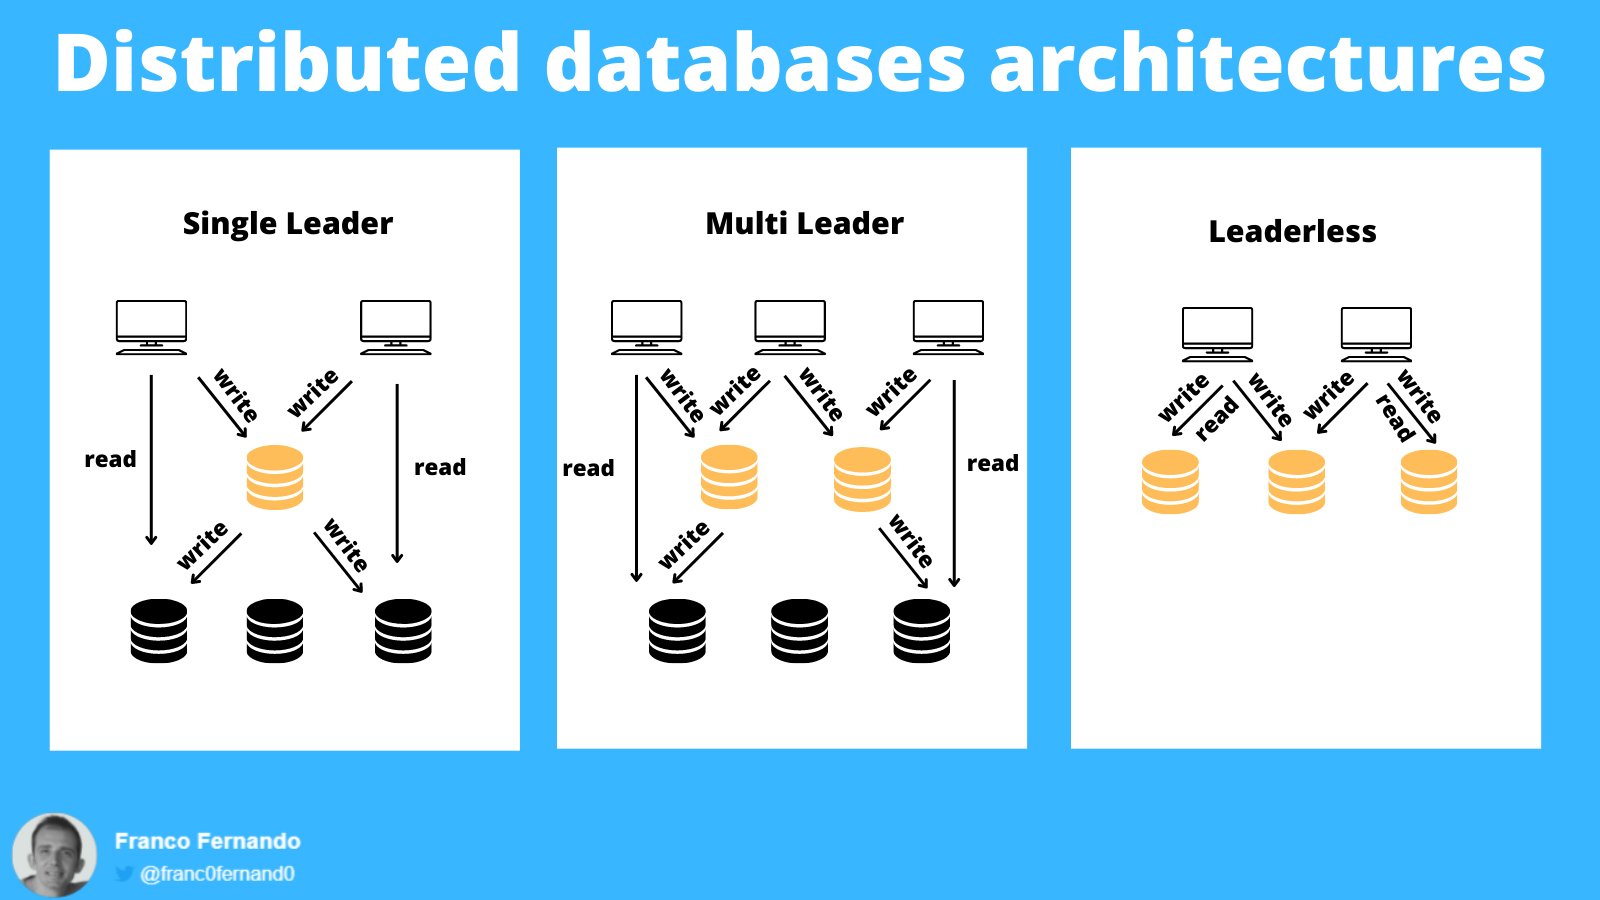 Distributed databases architectures
Single Leader
write
write
read
read
write
write
Multi Leader
write
write
write
write
read
read
write
write
Leaderless
write
read
write
write
read
write
Franco Fernando
@franc0fernand0